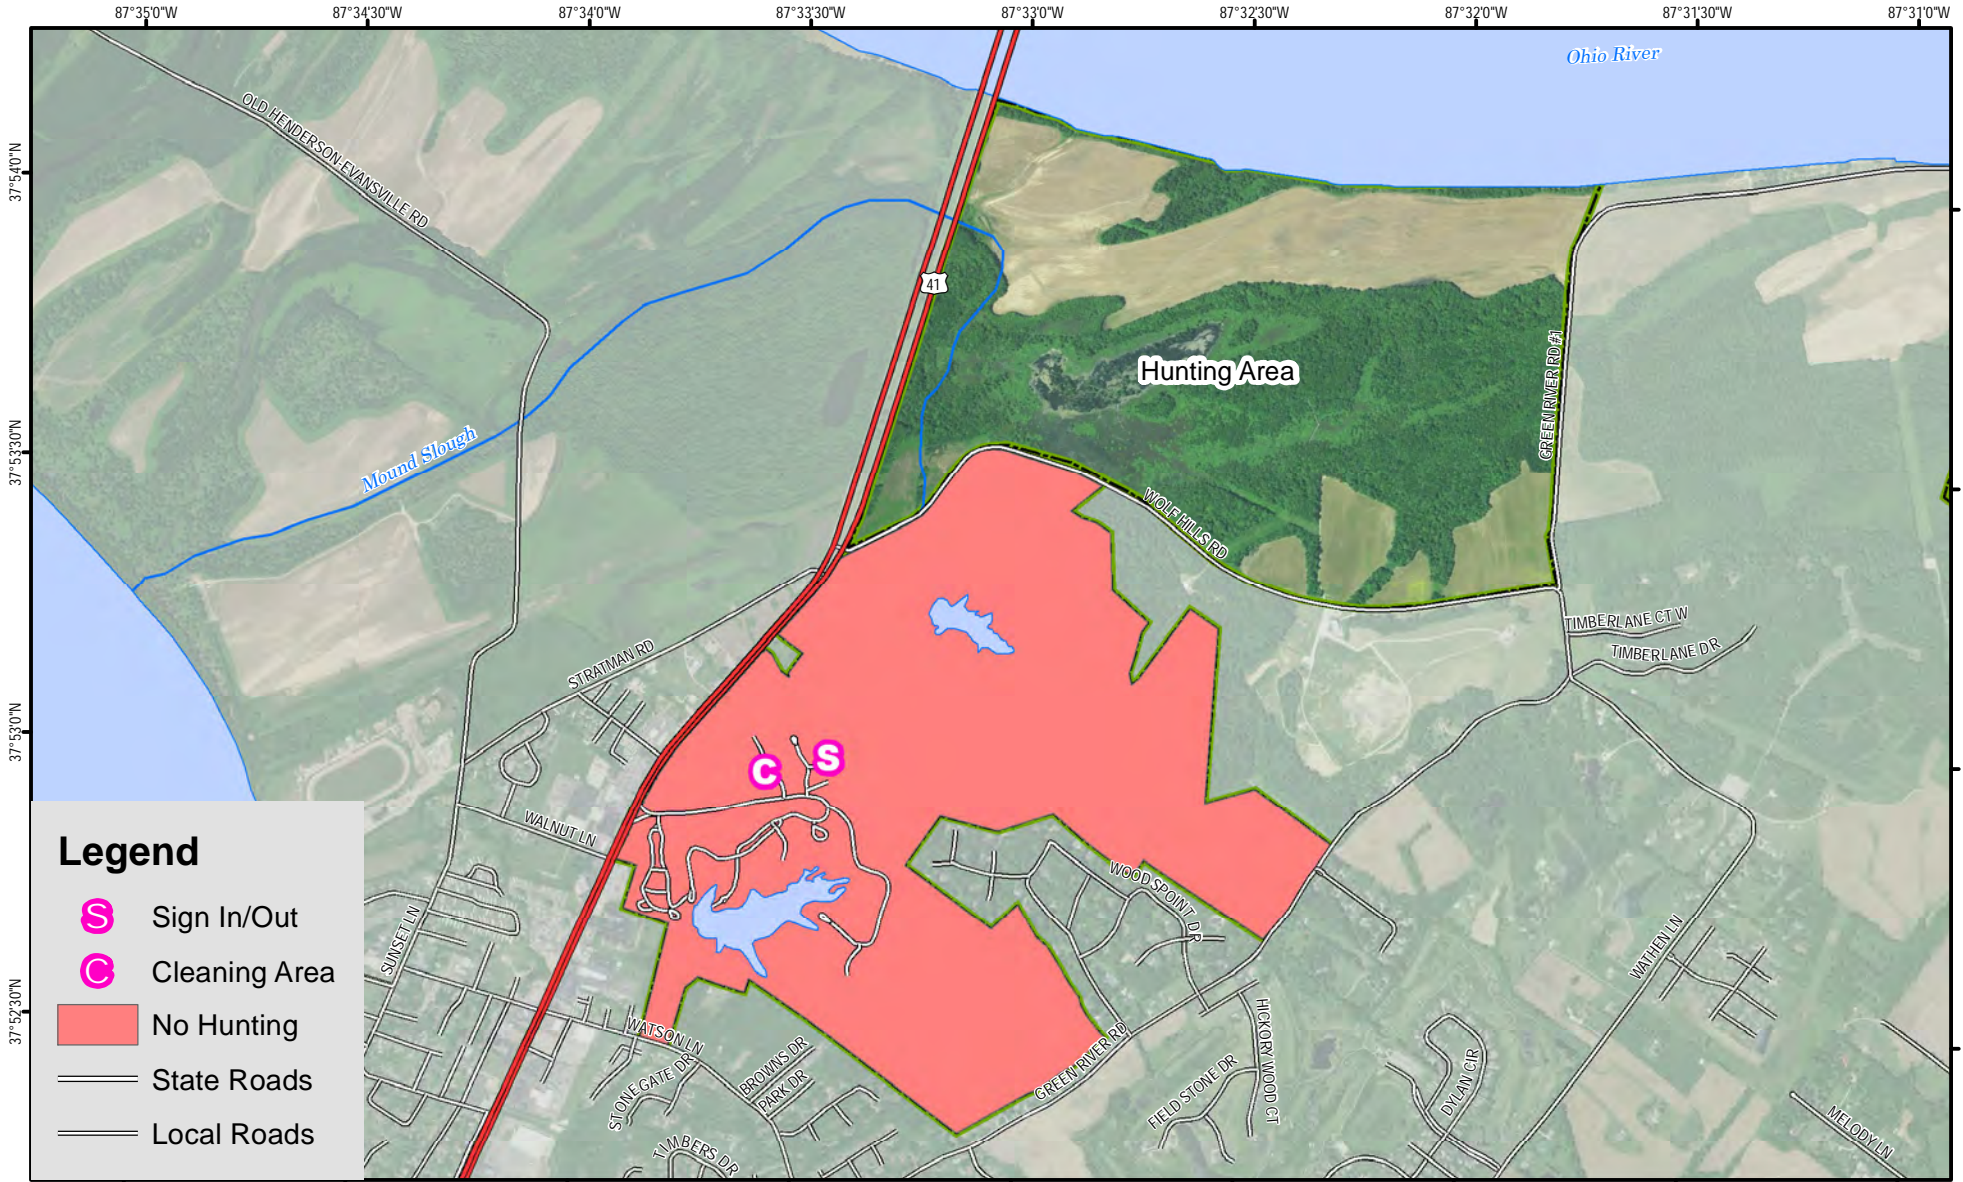 87°35'0"W
87°34'30"W
87°34'0"W
87°33'30"W
87°33'0"W
87°32'30"W
87°32'0"W
87°31'30"W
87°31'0"W
Ohio River
OLD HENDERSON-EVANSVILLE RD
37°54'0"N
41
GREEN RIVER RD #1
Hunting Area
37°53'30"N
Mound Slough
WOLF HILLS RD
TIMBERLANE CT W
TIMBERLANE DR
STRATMAN RD
37°53'0"N
C
S
WALNUT LN
WOODSPOINT DR
SUNSET LN
WATHEN LN
37°52'30"N
WATSON LN
STONEGATE DR
BROWNS DR
PARK DR
TIMBERS DR
GREEN RIVER RD
FIELD STONE DR
HICKORY WOOD CT
DYLAN CIR
MELODY LN
Legend
S Sign In/Out
C Cleaning Area
No Hunting
State Roads
Local Roads